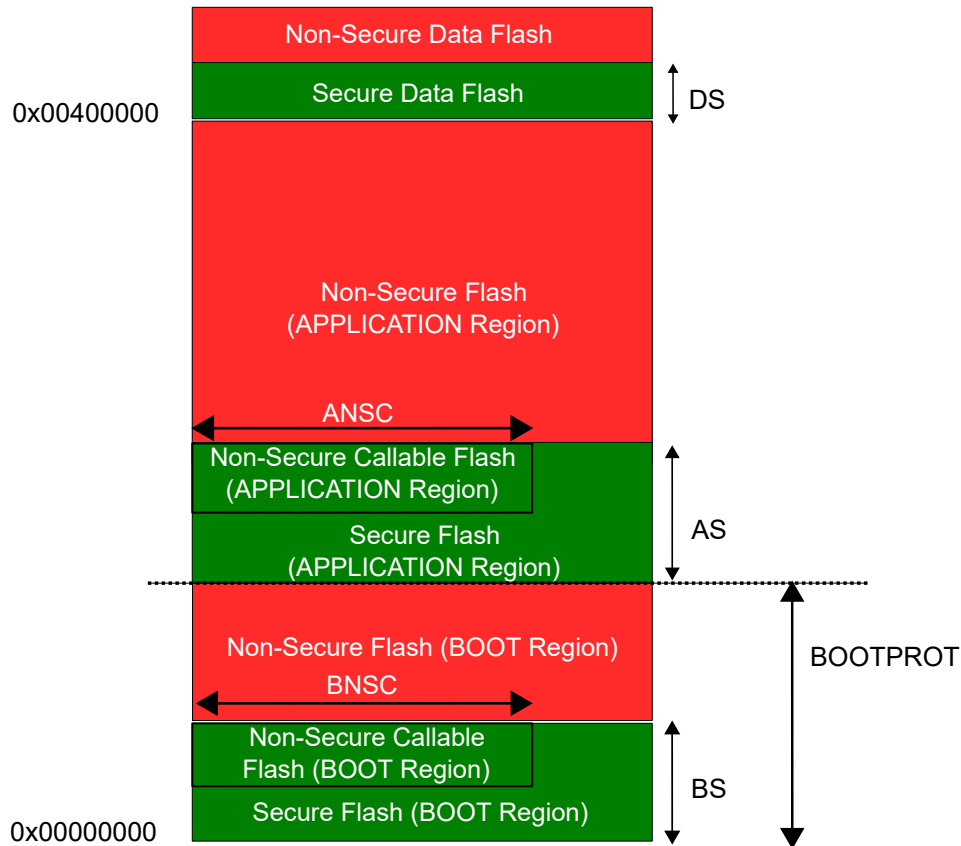 Non-Secure Data Flash
Secure Data Flash
DS
0x00400000
Non-Secure Flash
(APPLICATION Region)
ANSC
Non-Secure Callable Flash
(APPLICATION Region)
AS
Secure Flash
(APPLICATION Region)
Non-Secure Flash (BOOT Region)
BOOTPROT
BNSC
Non-Secure Callable
Flash (BOOT Region)
BS
Secure Flash (BOOT Region)
0x00000000